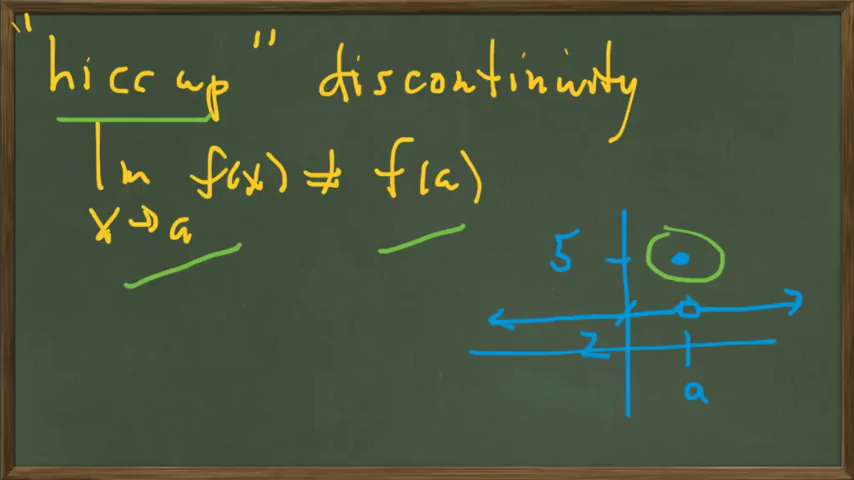 "hiccup" discontinuity
lim f(x) ≠ f(a)
x→a
5
2
a